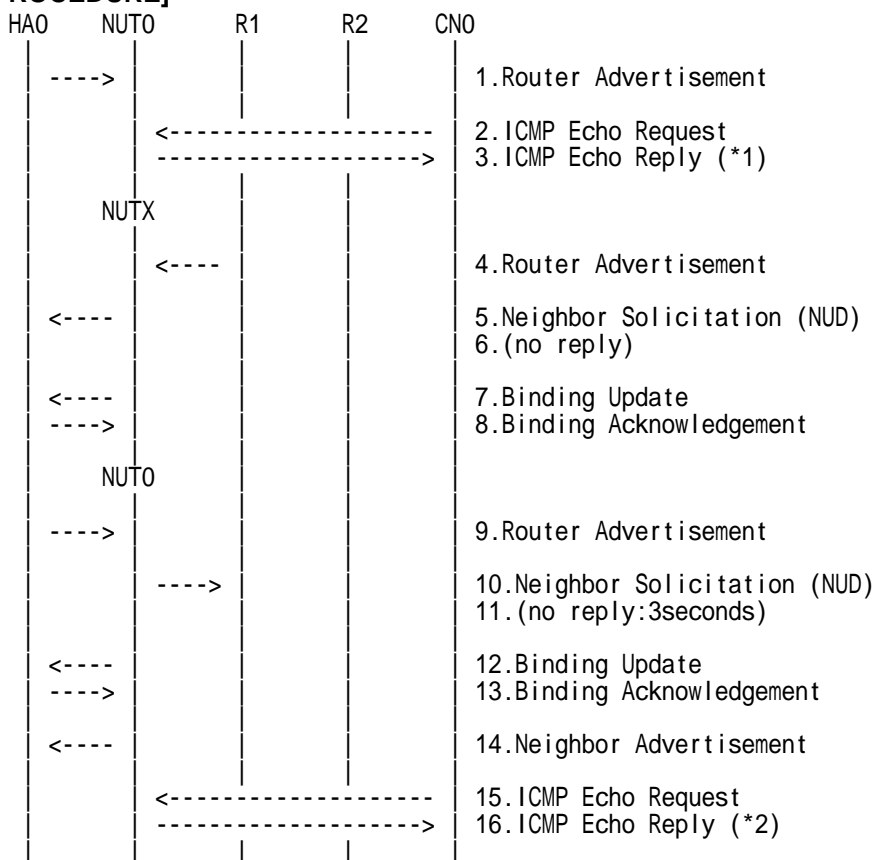 ROCEDURE]
HA0 NUT0 R1 R2 CN0
----> 1.Router Advertisement
<-------------------- 2.ICMP Echo Request
--------------------> 3.ICMP Echo Reply (*1)
NUTX
<---- 4.Router Advertisement
<---- 5.Neighbor Solicitation (NUD)
6.(no reply)
<---- 7.Binding Update
----> 8.Binding Acknowledgement
NUT0
----> 9.Router Advertisement
----> 10.Neighbor Solicitation (NUD)
11.(no reply:3seconds)
<---- 12.Binding Update
----> 13.Binding Acknowledgement
<---- 14.Neighbor Advertisement
<-------------------- 15.ICMP Echo Request
--------------------> 16.ICMP Echo Reply (*2)